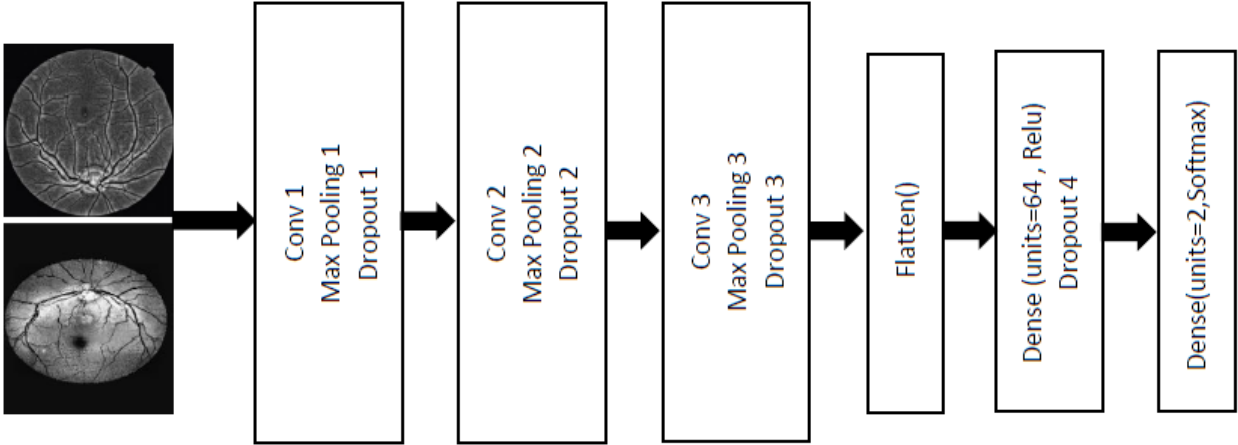 Conv 1
Max Pooling 1
Dropout 1
Conv 2
Max Pooling 2
Dropout 2
Conv 3
Max Pooling 3
Dropout 3
Flatten()
Dense (units=64 , Relu)
Dropout 4
Dense(units=2,Softmax)